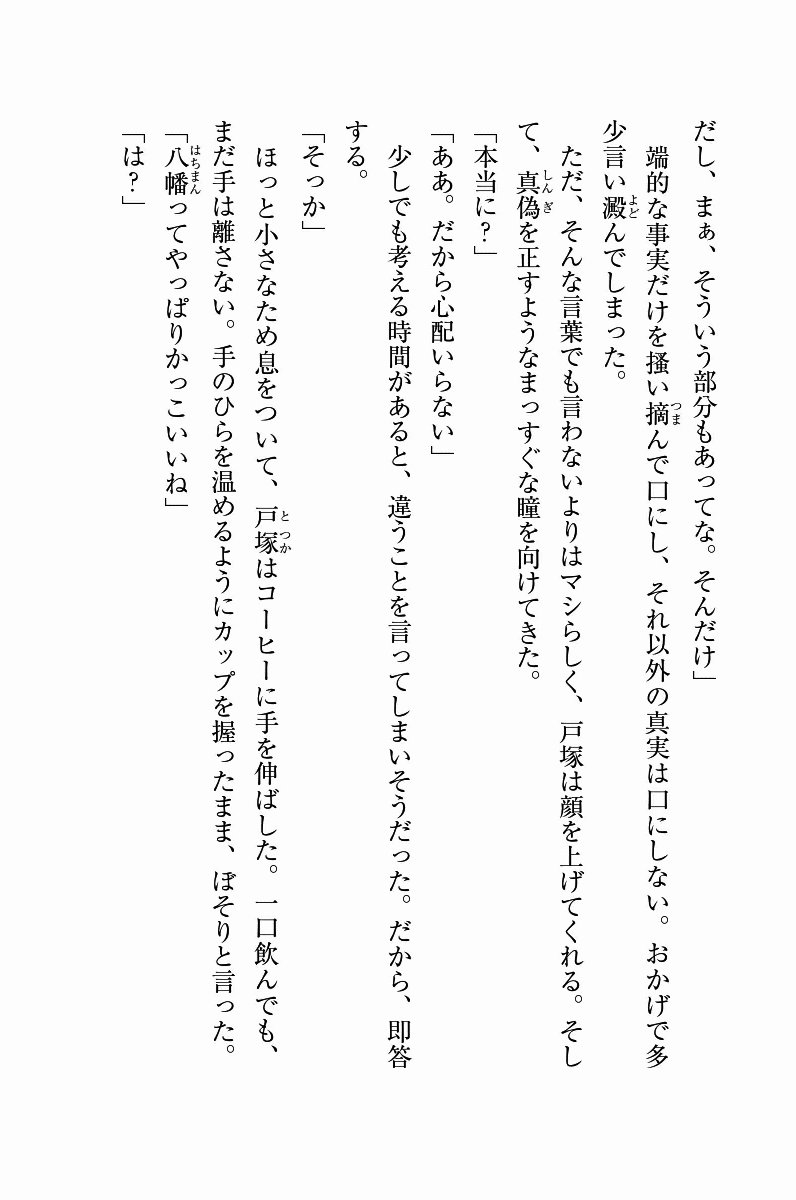 だし、まぁ、そういう部分もあってな。そんだけ」
端的な事実だけを掻い摘んで口にし、それ以外の真実は口にしない。おかげで多
少言い澱んでしまった。
ただ、そんな言葉でも言わないよりはマシらしく、戸塚は顔を上げてくれる。そし
て、真偽を正すようなまっすぐな瞳を向けてきた。
「本当に？」
「ああ。だから心配いらない」
少しでも考える時間があると、違うことを言ってしまいそうだった。だから、即答
する。
「そっか」
ほっと小さなため息をついて、戸塚はコーヒーに手を伸ばした。一口飲んでも、
まだ手は離さない。手のひらを温めるようにカップを握ったまま、ぼそりと言った。
「八幡ってやっぱりかっこいいね」
「は？」